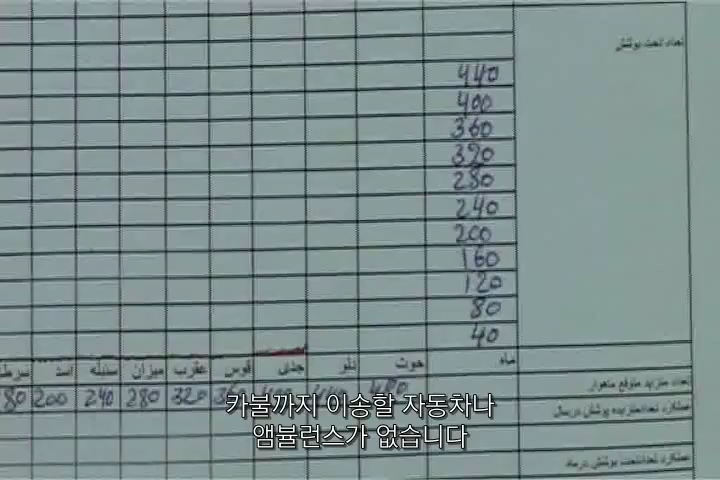 تعداد تحت پوشش
440
400
360
320
280
240
200
160
120
80
40
ماه
حوت
دلو
جدی
قوس
عقرب
میزان
سنبله
اسد
480
320
280
240
200
80
카불까지 이송할 자동차나
앰뷸런스가 없습니다